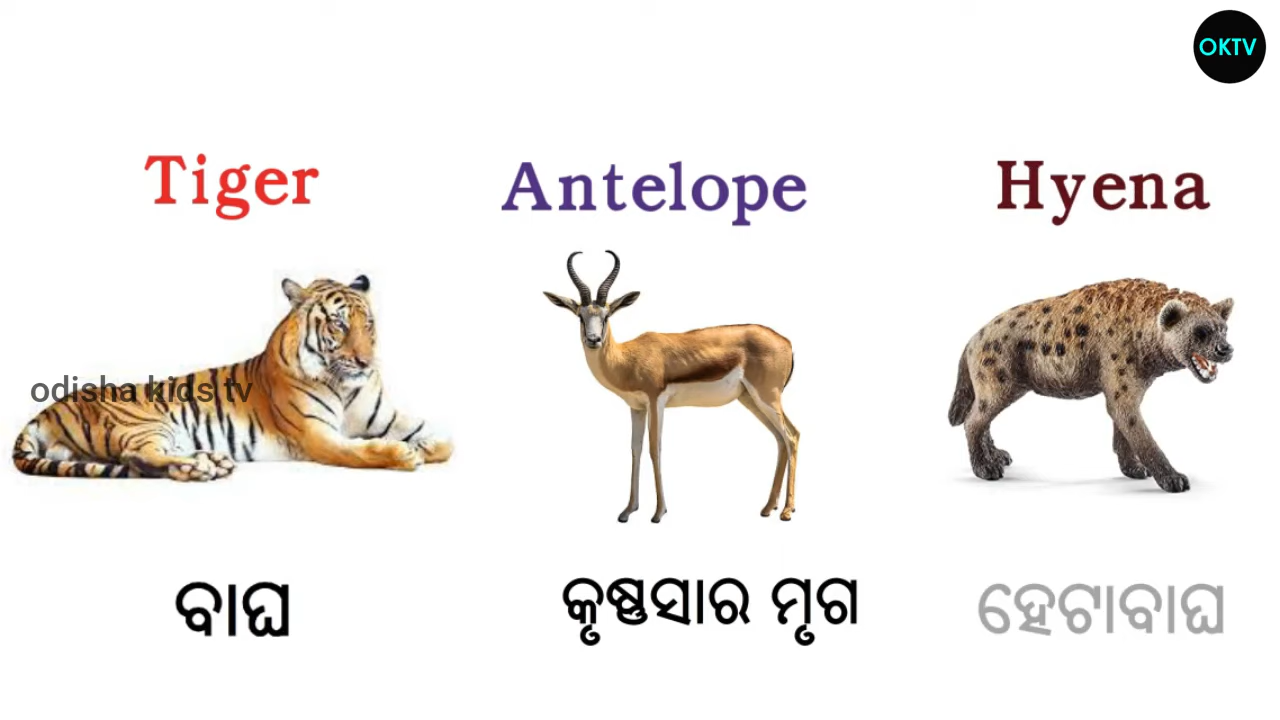 OKTV
Tiger
Antelope
Hyena
odisha kids tv
ବାଘ
କୃଷ୍ଣସାର ମୃଗ
ହେଟାବାଘ